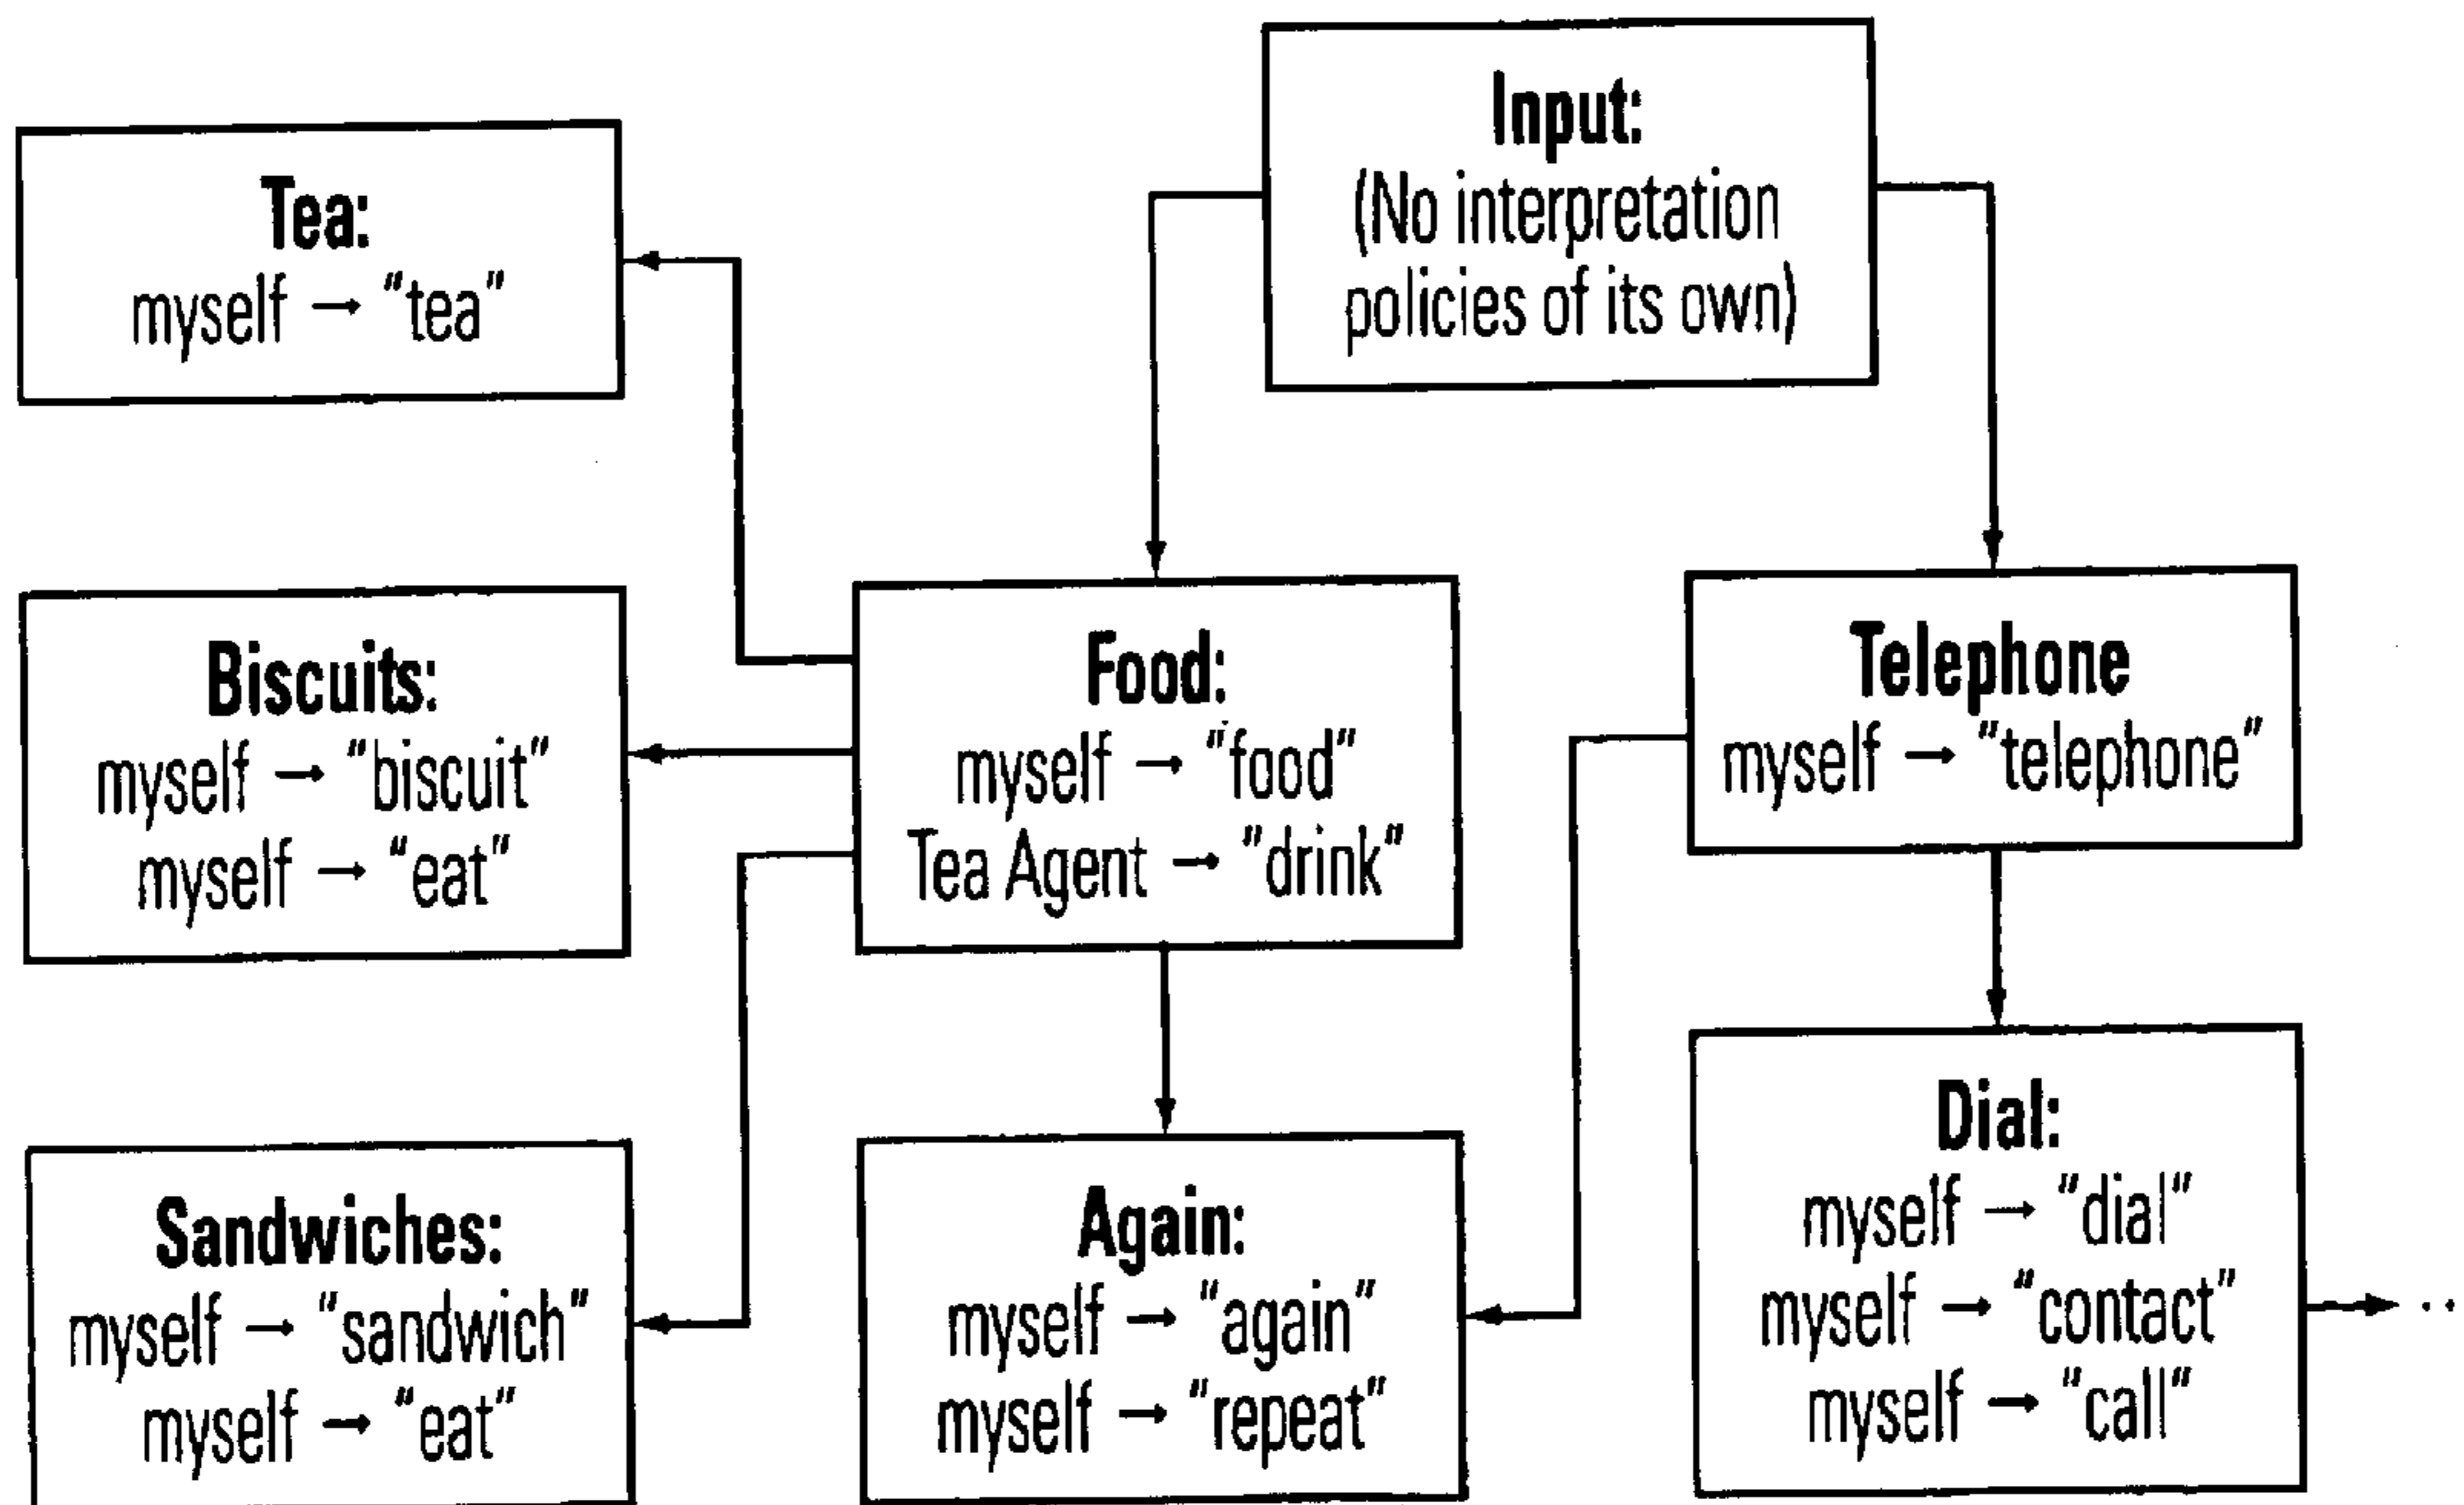 Input:
(No interpretation
policies of its own)
Tea:
myself → "tea"
Biscuits:
myself → "biscuit"
myself → "eat"
Food:
myself → "food"
Tea Agent → "drink"
Telephone
myself → "telephone"
Sandwiches:
myself → "sandwich"
myself → "eat"
Again:
myself → "again"
myself → "repeat"
Dial:
myself → "dial"
myself → "contact"
myself → "call"
..